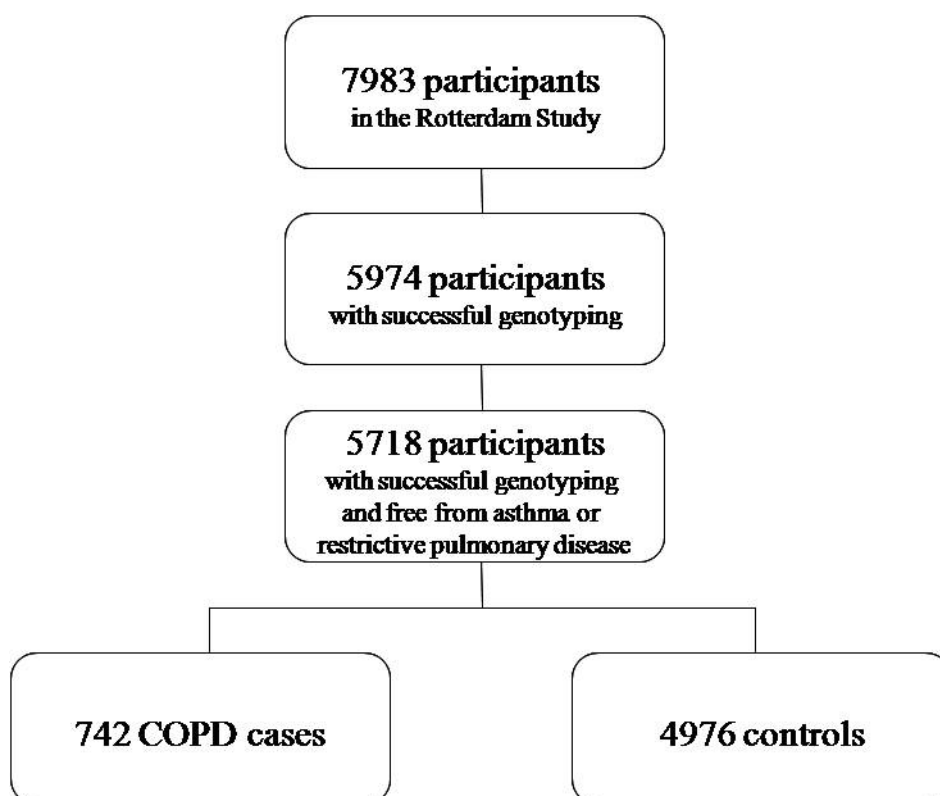 7983 participants
in the Rotterdam Study
5974 participants
with successful genotyping
5718 participants
with successful genotyping
and free from asthma or
restrictive pulmonary disease
742 COPD cases
4976 controls